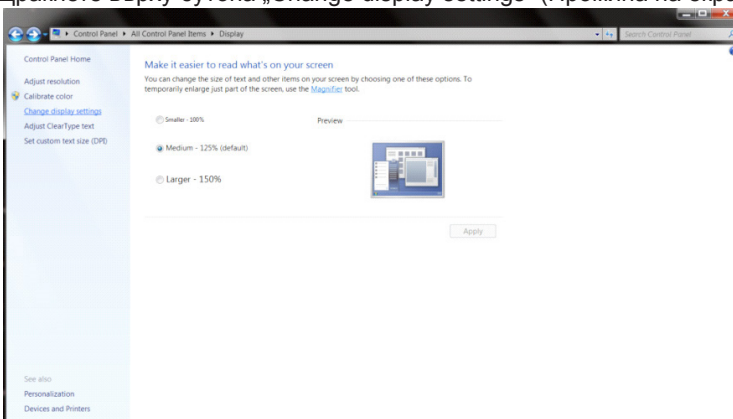 Control Panel ▸ All Control Panel Items ▸ Display
Search Control Panel
Control Panel Home
Adjust resolution
Calibrate color
Change display settings
Adjust ClearType text
Set custom text size (DPI)
Make it easier to read what's on your screen
You can change the size of text and other items on your screen by choosing one of these options. To
temporarily enlarge just part of the screen, use the Magnifier tool.
Smaller - 100%
Preview
Medium - 125% (default)
Larger - 150%
Apply
See also
Personalization
Devices and Printers